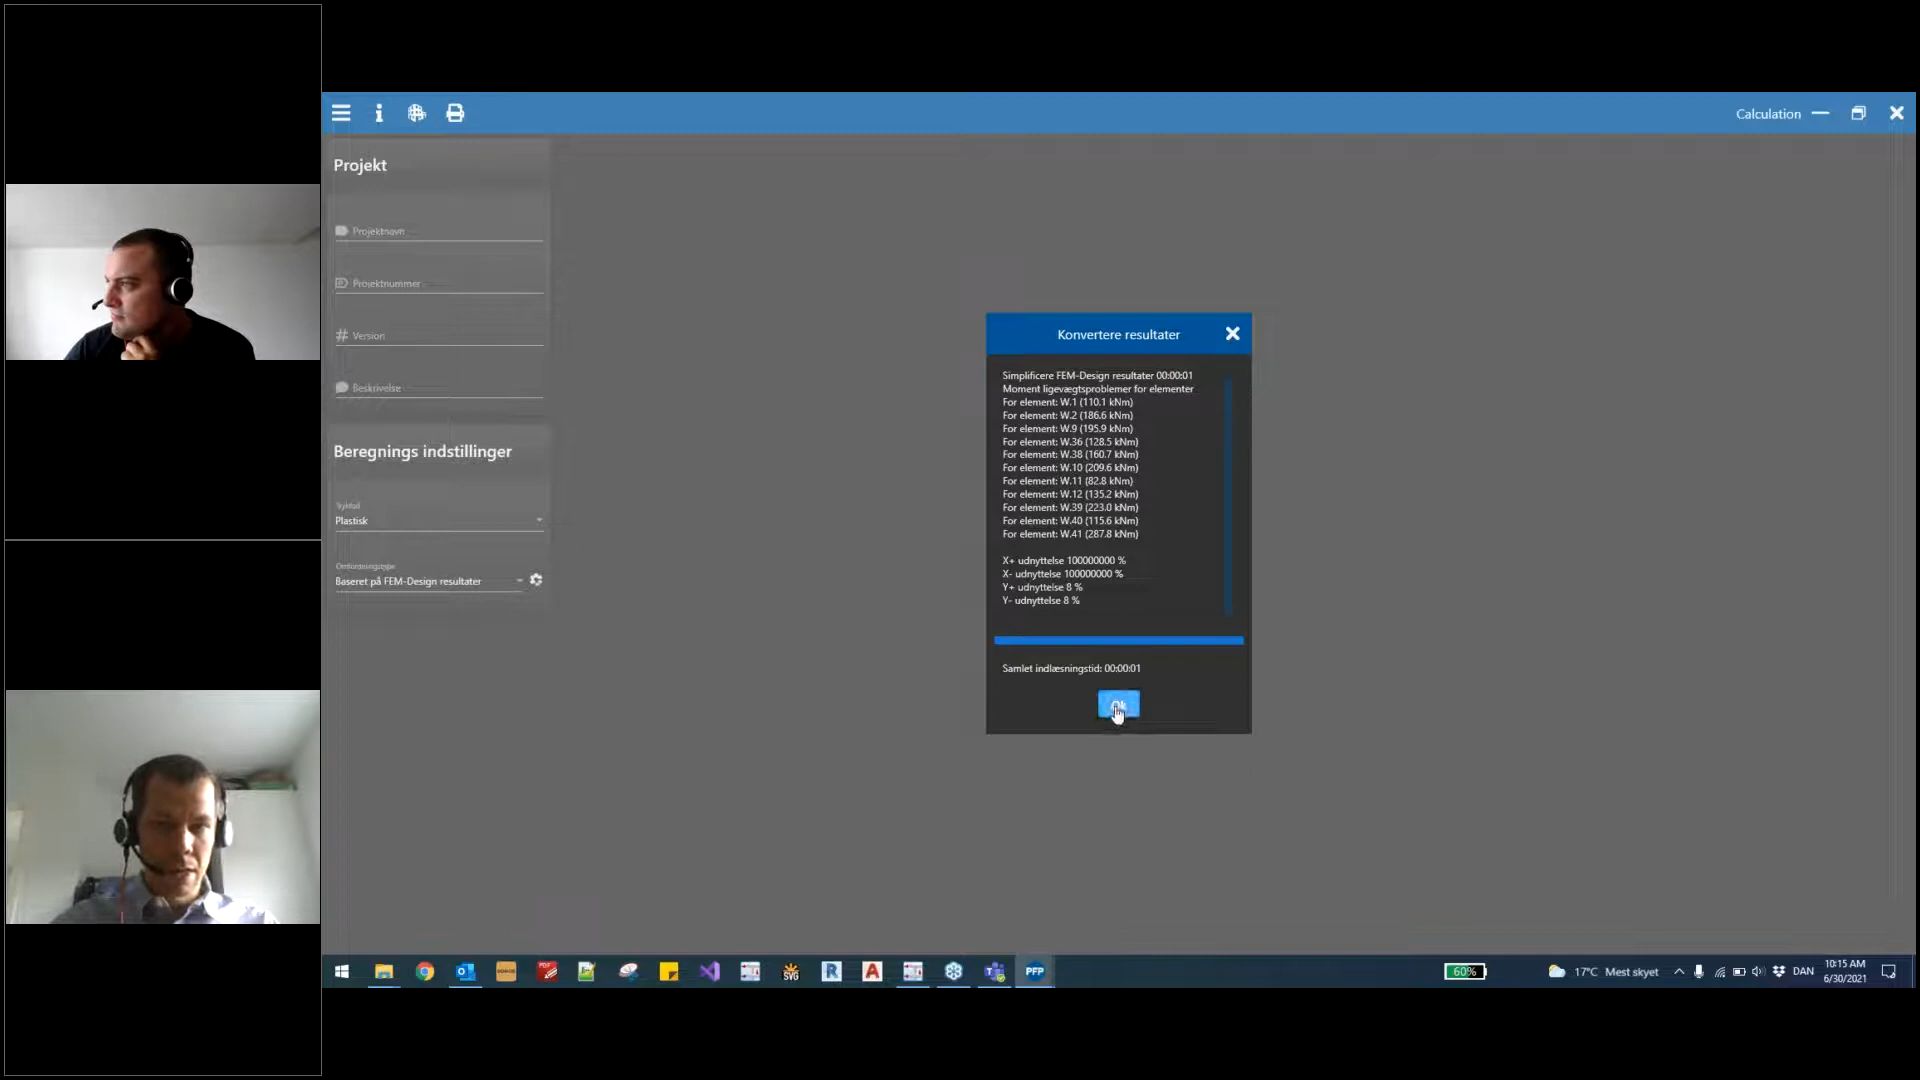 Calculation
Projekt
Projektnavn
Projektnummer
Version
Beskrivelse
Beregnings indstillinger
Plastisk
Omfordelingstype
Baseret på FEM-Design resultater
Konvertere resultater
Simplificere FEM-Design resultater 00:00:01
Moment ligevægtsproblemer for elementer
For element: W.1 (110.1 kNm)
For element: W.2 (186.6 kNm)
For element: W.9 (195.9 kNm)
For element: W.36 (128.5 kNm)
For element: W.38 (160.7 kNm)
For element: W.10 (209.6 kNm)
For element: W.11 (82.8 kNm)
For element: W.12 (135.2 kNm)
For element: W.39 (223.0 kNm)
For element: W.40 (115.6 kNm)
For element: W.41 (287.8 kNm)
X+ udnyttelse 100000000 %
X- udnyttelse 100000000 %
Y+ udnyttelse 8 %
Y- udnyttelse 8 %
Samlet indlæsningstid: 00:00:01
Ok
PDF
SVG
R
A
PFP
60%
17°C Mest skyet
DAN
10:15 AM
6/30/2021